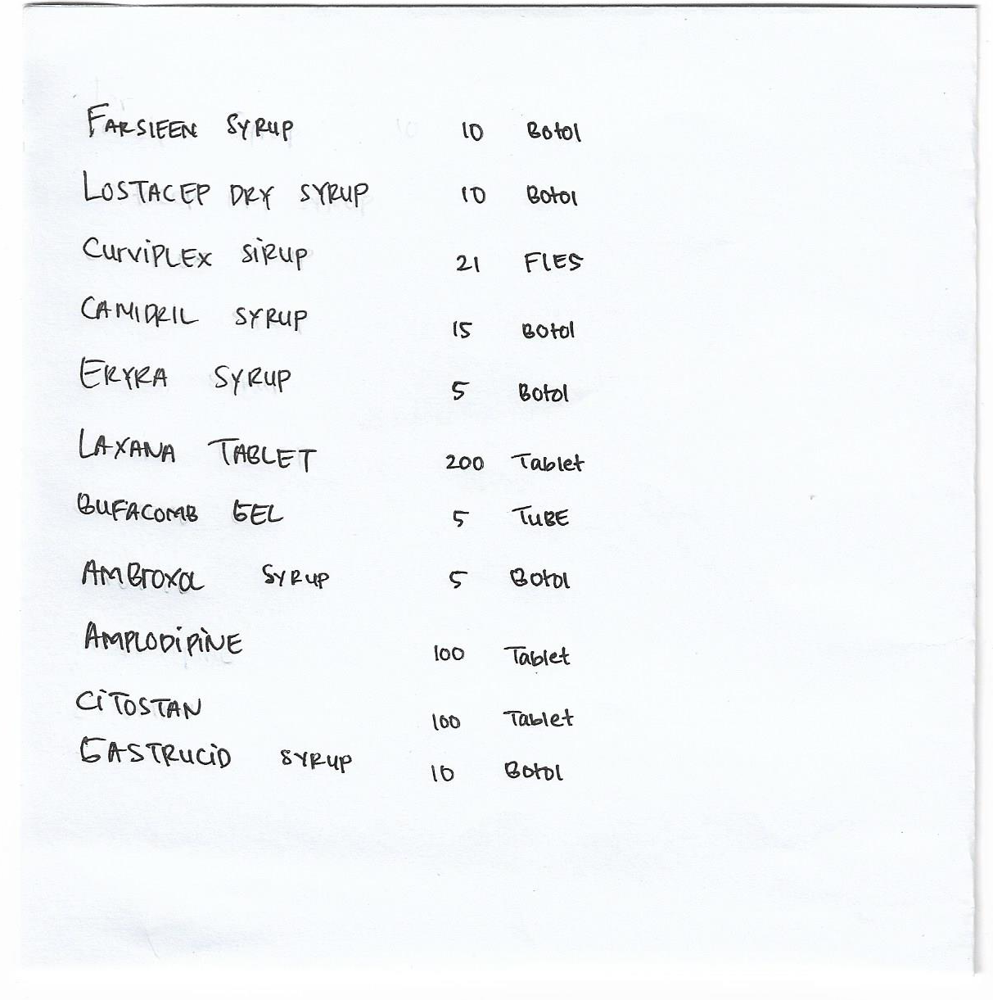 FARSIFEN SYRUP 10 Botol
LOSTACEP DRY SYRUP 10 Botol
CurviPLEX SiRUP 21 FlES
CAMIDRIL SYRUP 15 Botol
ERYRA SYRUP 5 Botol
LAXANA TABLET 200 Tablet
BUFACOMB GEL 5 TUBE
AMBroxOL SYRUP 5 Botol
AMPLODiPiNE 100 Tablet
CiTOSTAN 100 Tablet
GASTRUCiD SYRUP 10 Botol